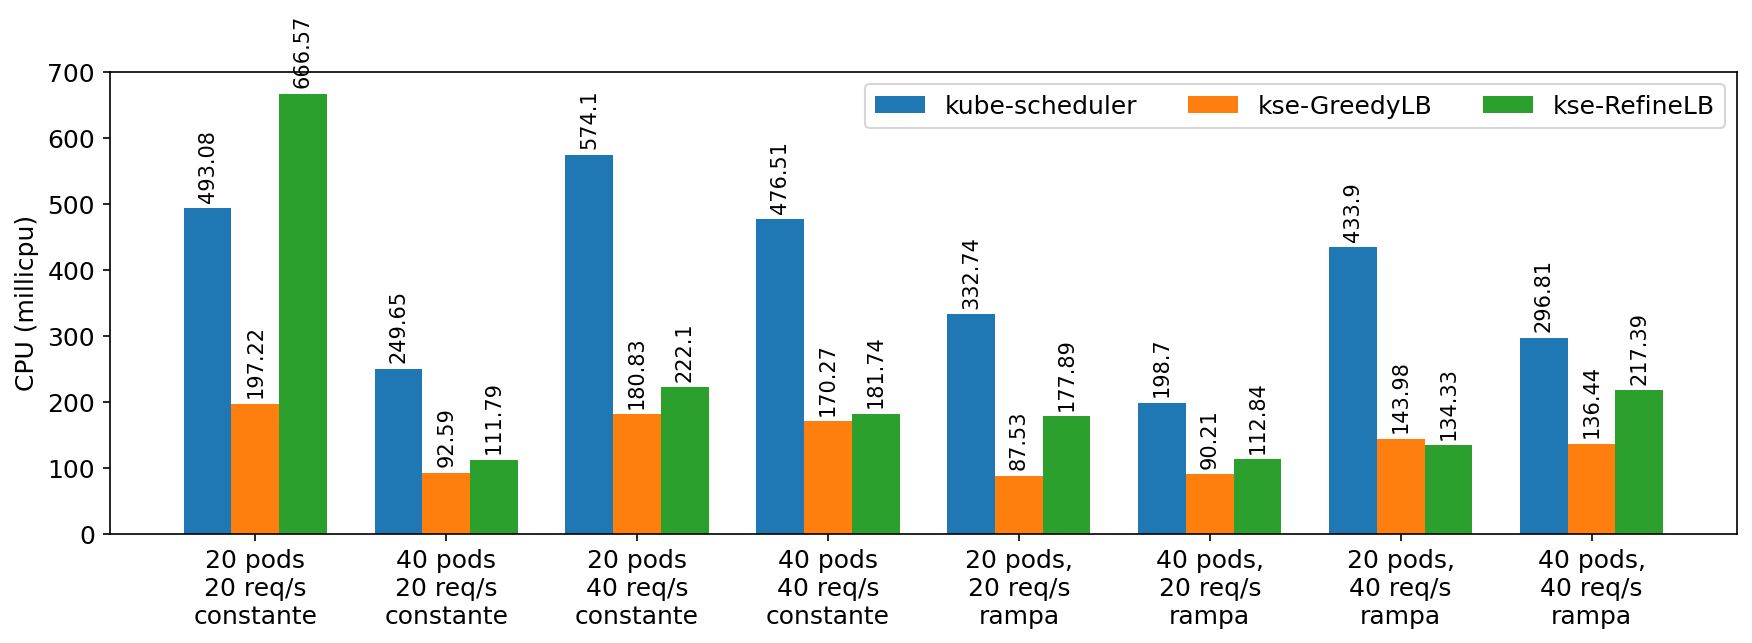 CPU (millicpu)
700
600
500
400
300
200
100
0
kube-scheduler
kse-GreedyLB
kse-RefineLB
493.08
197.22
666.57
249.65
92.59
111.79
574.1
180.83
222.1
476.51
170.27
181.74
332.74
87.53
177.89
198.7
90.21
112.84
433.9
143.98
134.33
296.81
136.44
217.39
20 pods
20 req/s
constante
40 pods
20 req/s
constante
20 pods
40 req/s
constante
40 pods
40 req/s
constante
20 pods,
20 req/s
rampa
40 pods,
20 req/s
rampa
20 pods,
40 req/s
rampa
40 pods,
40 req/s
rampa